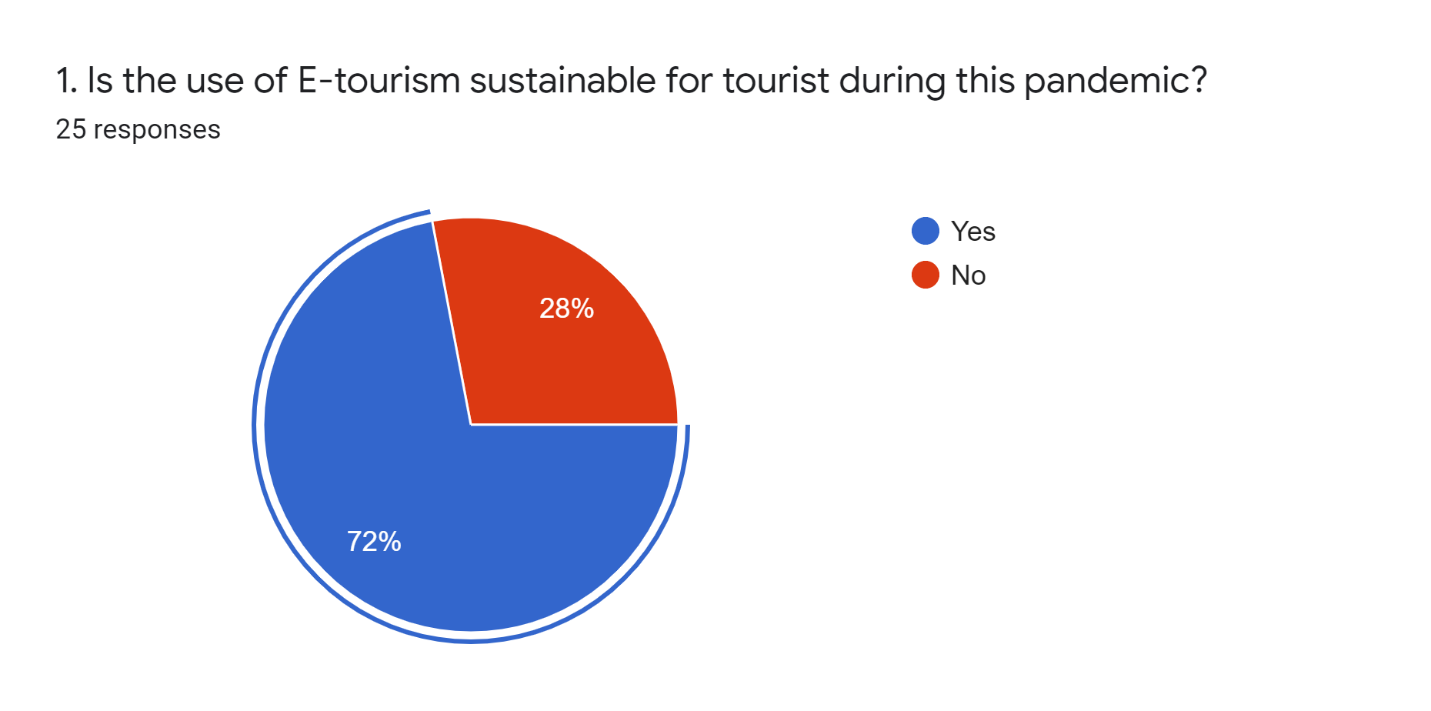 1. Is the use of E-tourism sustainable for tourist during this pandemic?
25 responses
Yes
No
28%
72%